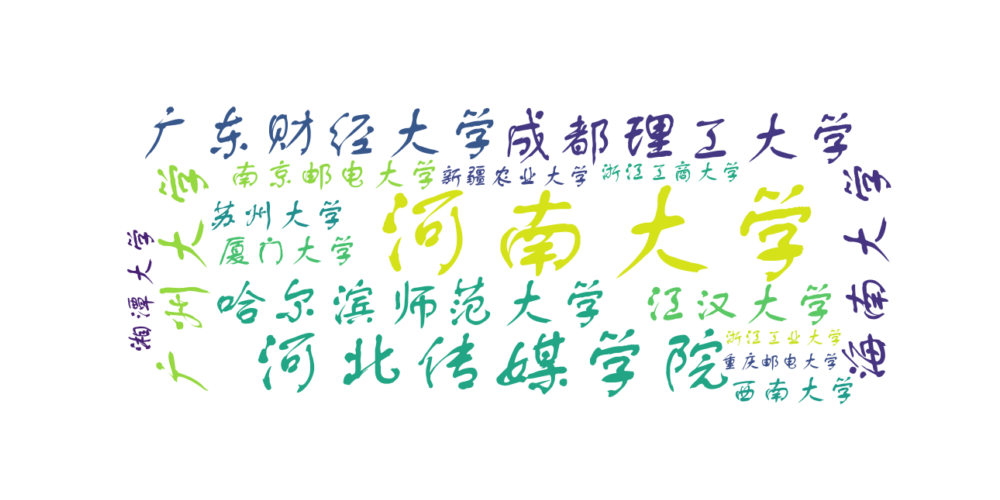 广东财经大学
成都理工大学
南京邮电大学
新疆农业大学
浙江工商大学
苏州大学
河南大学
厦门大学
湘潭大学
广州大学
海南大学
哈尔滨师范大学
江汉大学
河北传媒学院
浙江工业大学
重庆邮电大学
西南大学